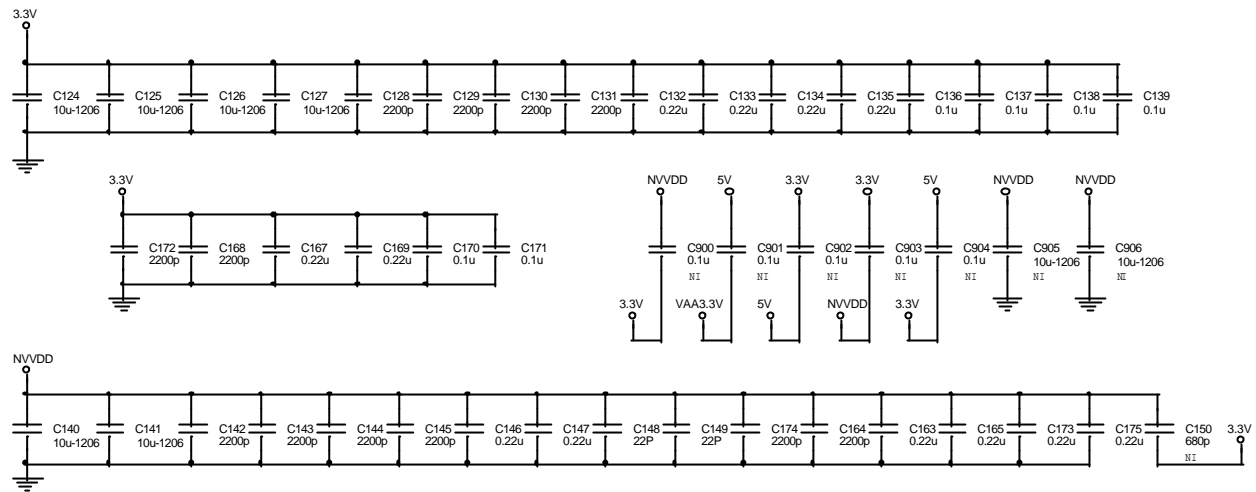 3.3V
C124 C125 C126 C127 C128 C129 C130 C131 C132 C133 C134 C135 C136 C137 C138 C139
10u-1206 10u-1206 10u-1206 10u-1206 2200p 2200p 2200p 2200p 0.22u 0.22u 0.22u 0.22u 0.1u 0.1u 0.1u 0.1u
3.3V NVVDD 5V 3.3V 3.3V 5V NVVDD NVVDD
C172 C168 C167 C169 C170 C171 C900 C901 C902 C903 C904 C905 C906
2200p 2200p 0.22u 0.22u 0.1u 0.1u 0.1u 0.1u 0.1u 0.1u 0.1u 10u-1206 10u-1206
NI NI NI NI NI NI NI
3.3V VAA3.3V 5V NVVDD 3.3V
NVVDD
C140 C141 C142 C143 C144 C145 C146 C147 C148 C149 C174 C164 C163 C165 C173 C175 C150 3.3V
10u-1206 10u-1206 2200p 2200p 2200p 2200p 0.22u 0.22u 22P 22P 2200p 2200p 0.22u 0.22u 0.22u 0.22u 680p
NI